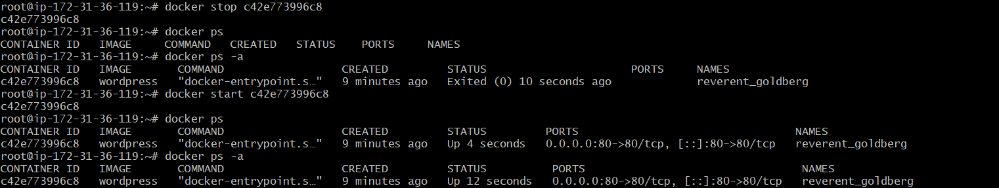 root@ip-172-31-36-119:~# docker stop c42e773996c8
c42e773996c8
root@ip-172-31-36-119:~# docker ps
CONTAINER ID   IMAGE     COMMAND   CREATED   STATUS    PORTS     NAMES
root@ip-172-31-36-119:~# docker ps -a
CONTAINER ID   IMAGE       COMMAND                  CREATED         STATUS                      PORTS     NAMES
c42e773996c8   wordpress   "docker-entrypoint.s…"   9 minutes ago   Exited (0) 10 seconds ago             reverent_goldberg
root@ip-172-31-36-119:~# docker start c42e773996c8
c42e773996c8
root@ip-172-31-36-119:~# docker ps
CONTAINER ID   IMAGE       COMMAND                  CREATED         STATUS         PORTS                                 NAMES
c42e773996c8   wordpress   "docker-entrypoint.s…"   9 minutes ago   Up 4 seconds   0.0.0.0:80->80/tcp, [::]:80->80/tcp   reverent_goldberg
root@ip-172-31-36-119:~# docker ps -a
CONTAINER ID   IMAGE       COMMAND                  CREATED         STATUS          PORTS                                 NAMES
c42e773996c8   wordpress   "docker-entrypoint.s…"   9 minutes ago   Up 12 seconds   0.0.0.0:80->80/tcp, [::]:80->80/tcp   reverent_goldberg